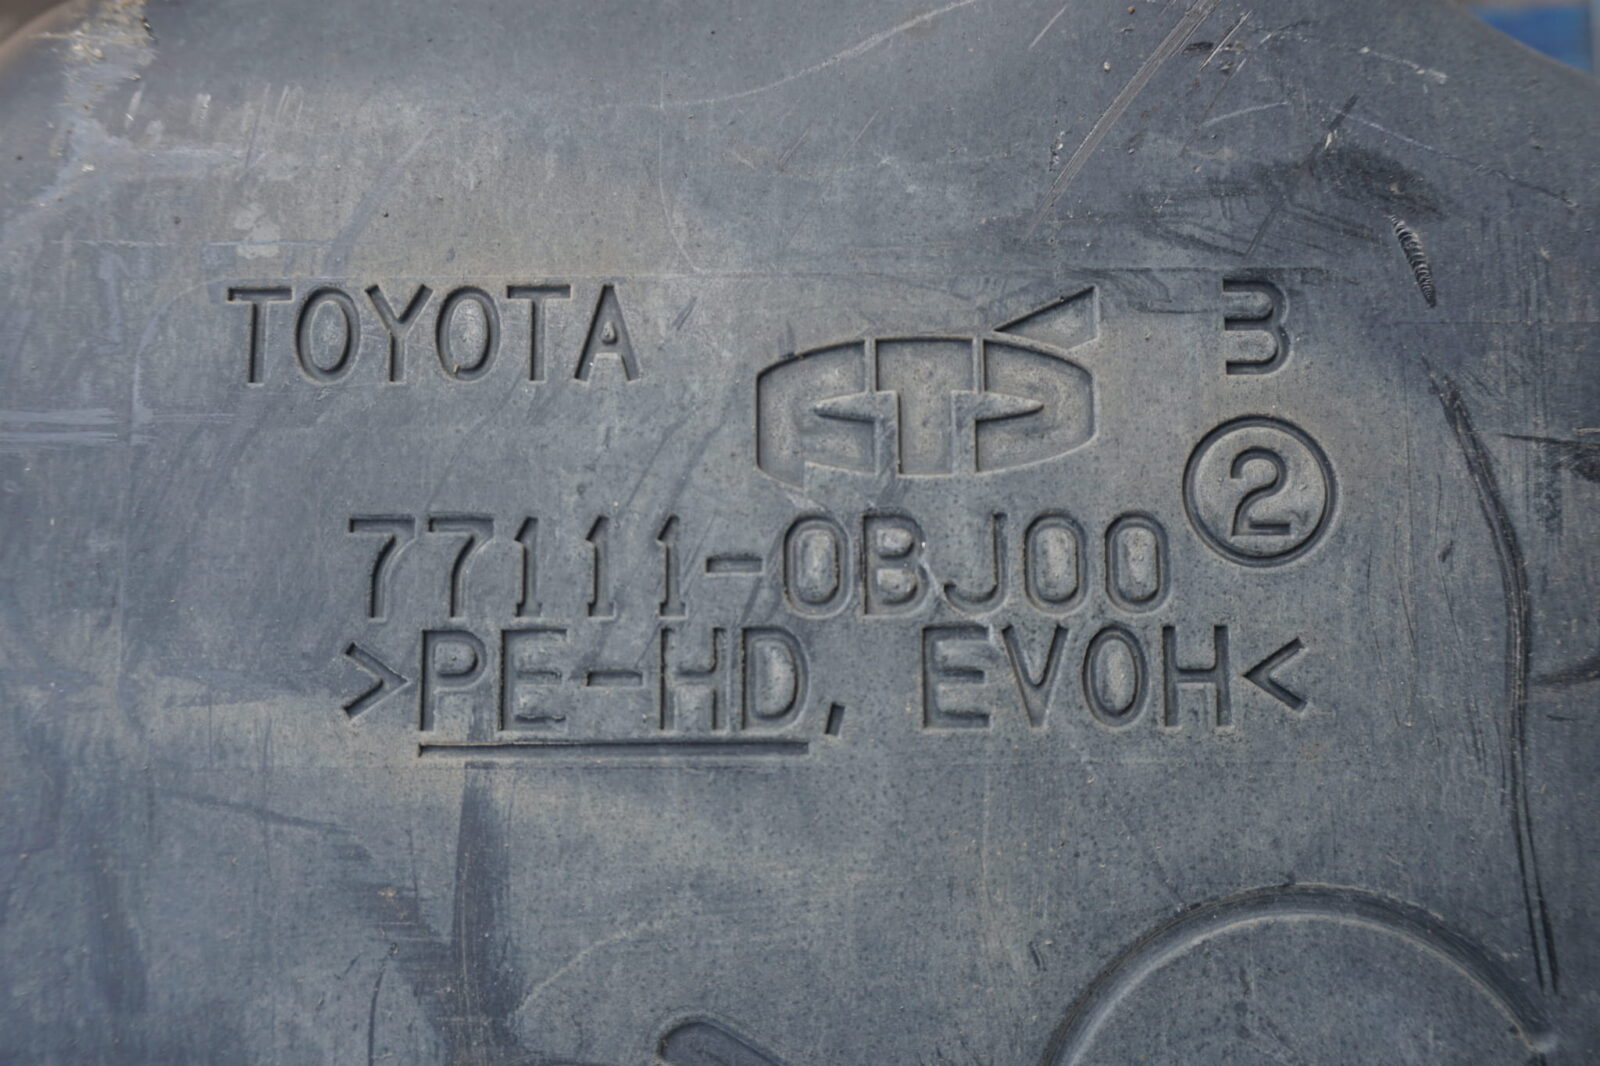 TOYOTA 3
2
77111-0BJ00
>PE-HD, EVOH<